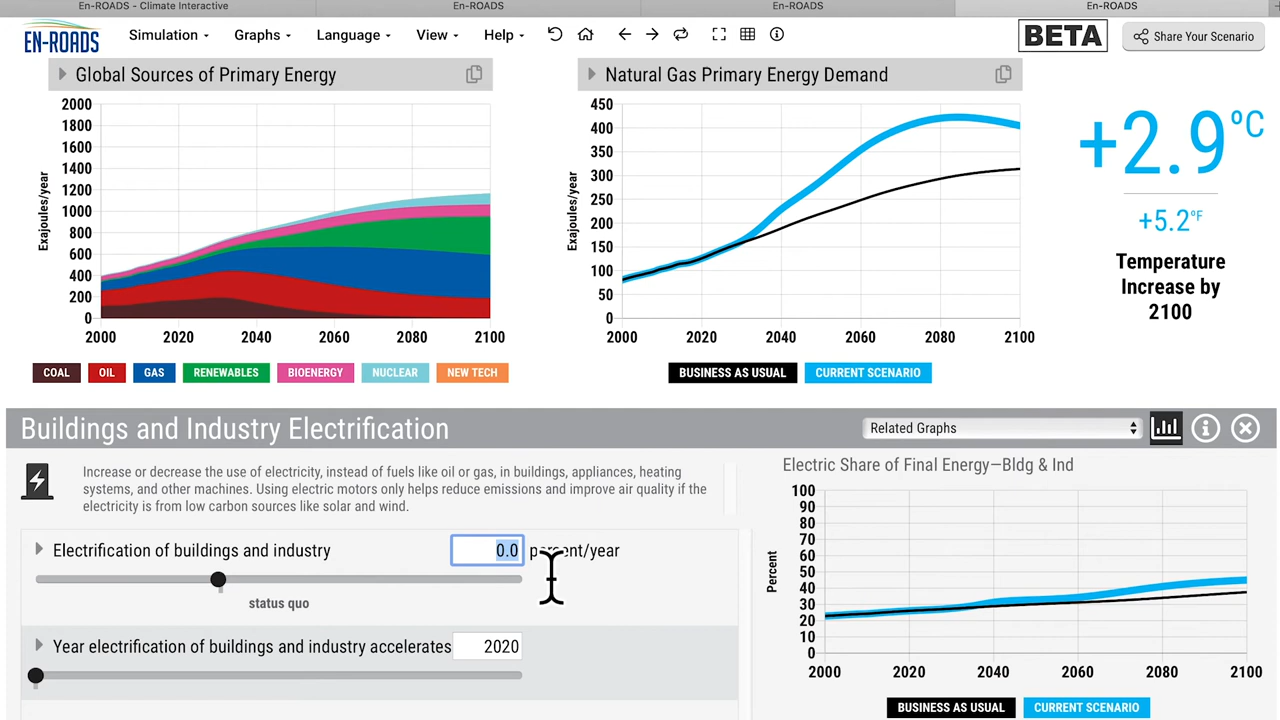 En-ROADS - Climate Interactive
En-ROADS
En-ROADS
En-ROADS
EN-ROADS
Simulation
Graphs
Language
View
Help
BETA
Share Your Scenario
Global Sources of Primary Energy
2000
1800
1600
1400
1200
1000
800
600
400
200
0
Exajoules/year
2000 2020 2040 2060 2080 2100
COAL OIL GAS RENEWABLES BIOENERGY NUCLEAR NEW TECH
Natural Gas Primary Energy Demand
450
400
350
300
250
200
150
100
50
0
Exajoules/year
2000 2020 2040 2060 2080 2100
BUSINESS AS USUAL CURRENT SCENARIO
+2.9ºC
+5.2°F
Temperature
Increase by
2100
Buildings and Industry Electrification
Related Graphs
Increase or decrease the use of electricity, instead of fuels like oil or gas, in buildings, appliances, heating
systems, and other machines. Using electric motors only helps reduce emissions and improve air quality if the
electricity is from low carbon sources like solar and wind.
Electrification of buildings and industry 0.0 percent/year
status quo
Year electrification of buildings and industry accelerates 2020
Electric Share of Final Energy—Bldg & Ind
100
90
80
70
60
50
40
30
20
10
0
Percent
2000 2020 2040 2060 2080 2100
BUSINESS AS USUAL CURRENT SCENARIO